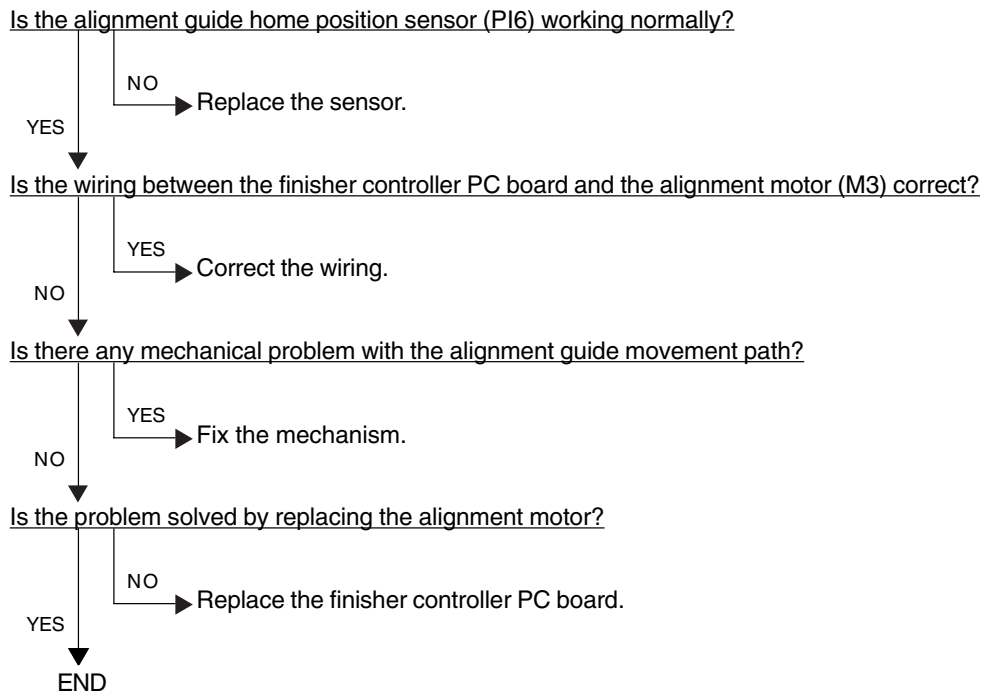 Is the alignment guide home position sensor (PI6) working normally?
NO
Replace the sensor.
YES
Is the wiring between the finisher controller PC board and the alignment motor (M3) correct?
YES
Correct the wiring.
NO
Is there any mechanical problem with the alignment guide movement path?
YES
Fix the mechanism.
NO
Is the problem solved by replacing the alignment motor?
NO
Replace the finisher controller PC board.
YES
END